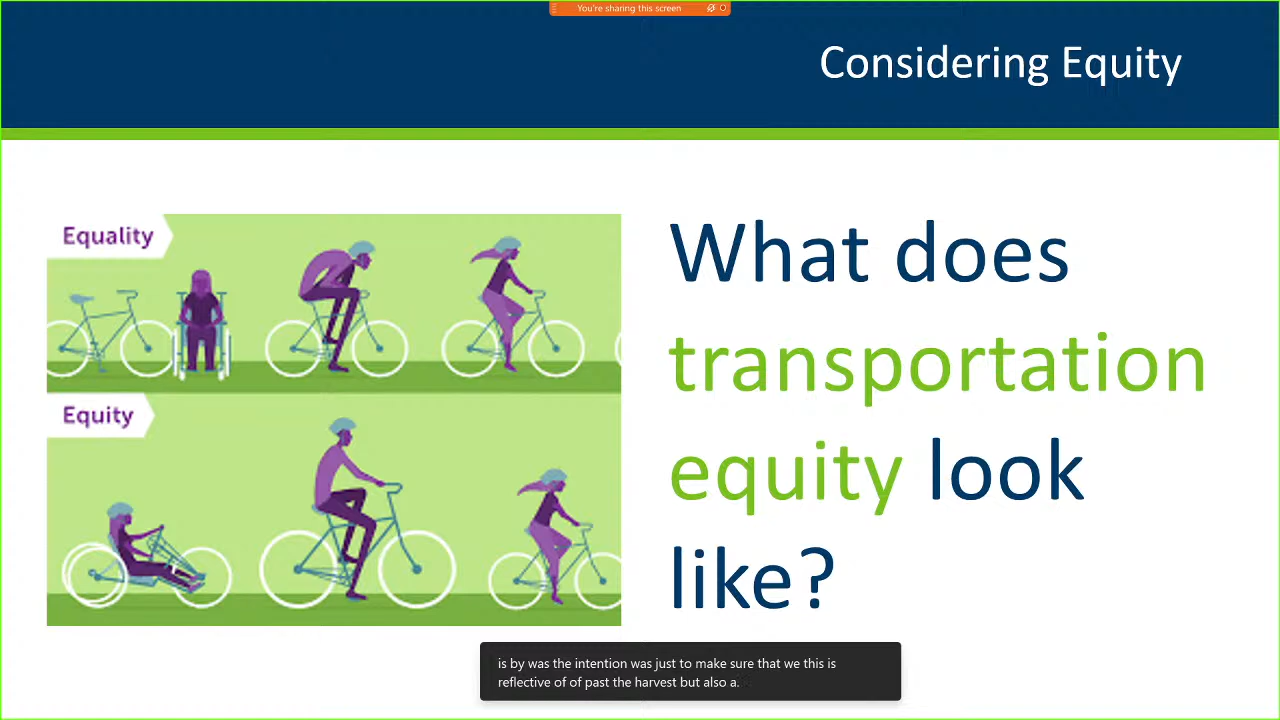 You're sharing this screen
Considering Equity
Equality
Equity
What does
transportation
equity look
like?
is by was the intention was just to make sure that we this is
reflective of of past the harvest but also a.